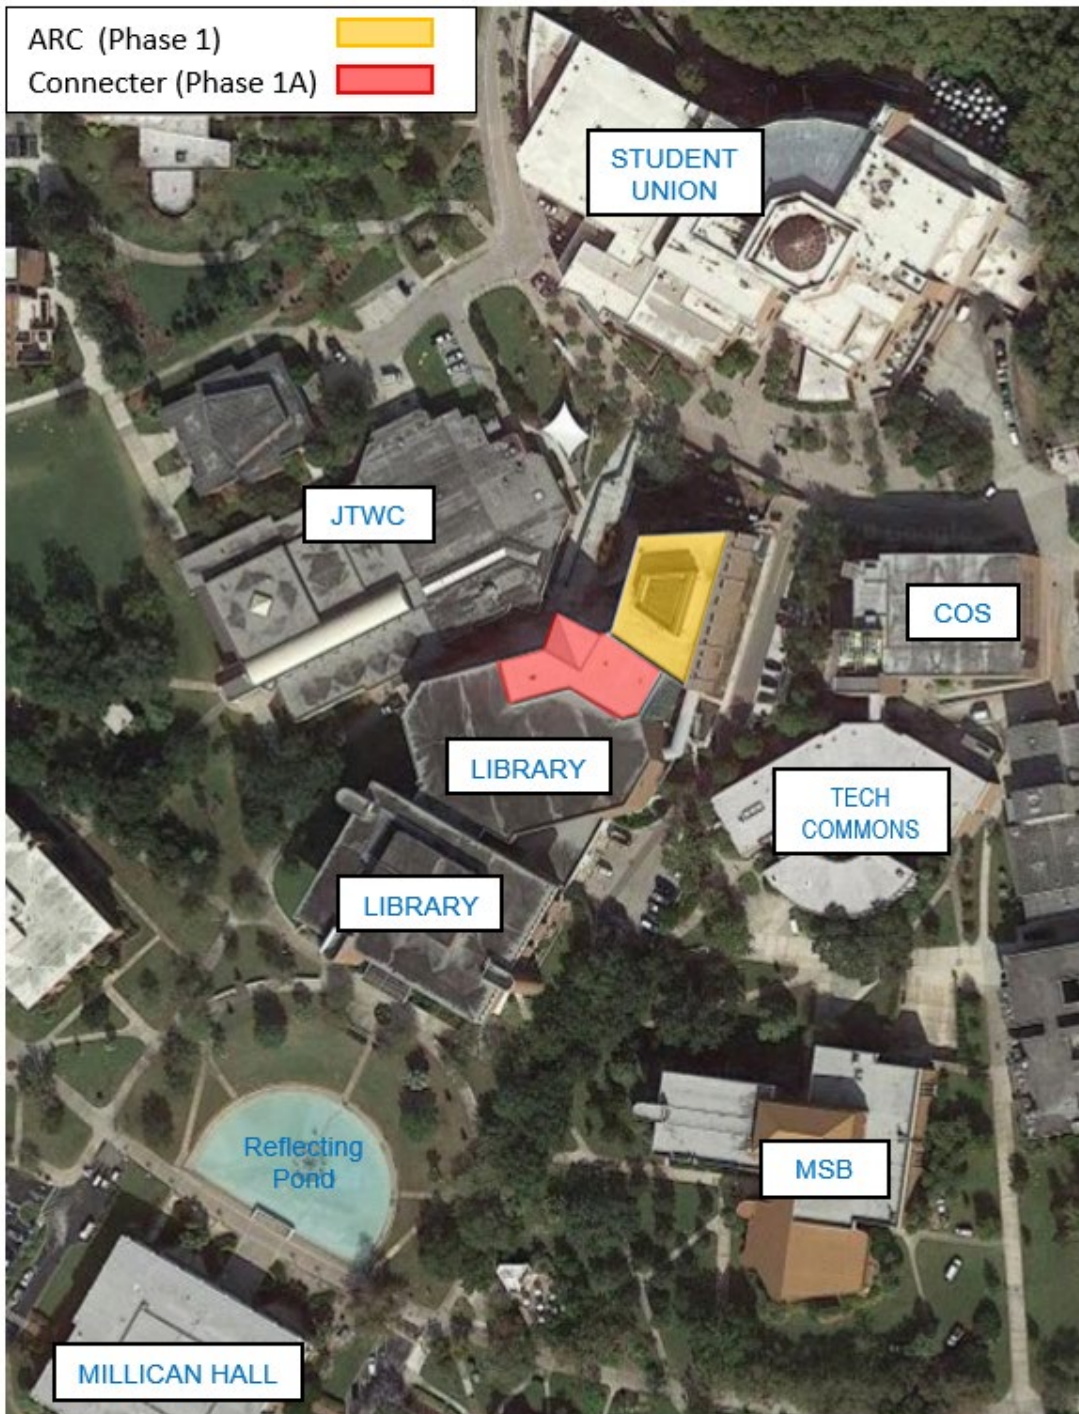 ARC (Phase 1)
Connecter (Phase 1A)
STUDENT
UNION
JTWC
COS
LIBRARY
TECH
COMMONS
LIBRARY
Reflecting
Pond
MSB
MILLICAN HALL